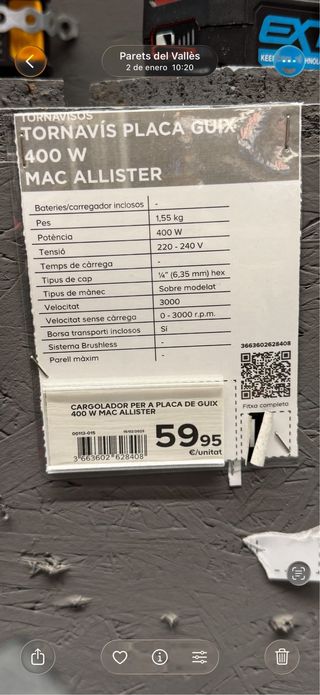 Parets del Vallès
2 de enero 10:20
EXT
TORNAVISOS
TORNAVÍS PLACA GUIX
400 W
MAC ALLISTER
Bateries/carregador inclosos -
Pes 1,55 kg
Potència 400 W
Tensió 220 - 240 V
Temps de càrrega -
Tipus de cap ¼" (6,35 mm) hex
Tipus de mànec Sobre modelat
Velocitat 3000
Velocitat sense càrrega 0 - 3000 r.p.m.
Borsa transporti inclosos Sí
Sistema Brushless -
Parell màxim -
3663602628408
Fitxa completa
CARGOLADOR PER A PLACA DE GUIX
400 W MAC ALLISTER
59 95
€/unitat
3 663602 628408